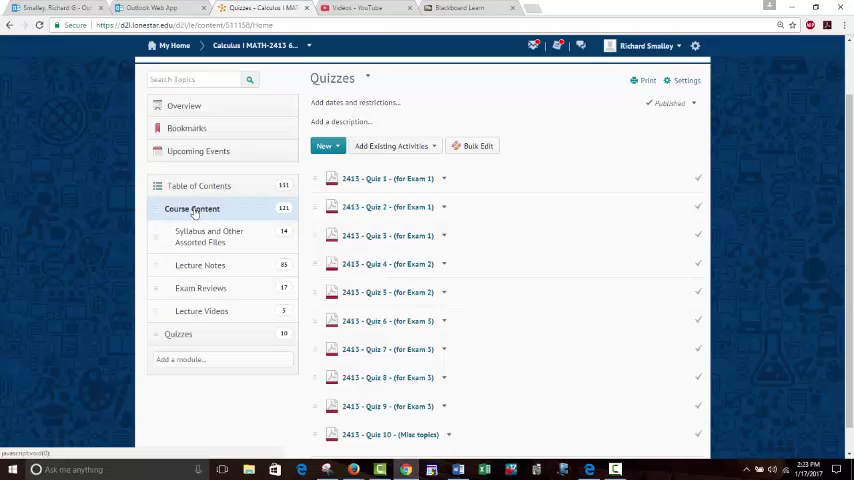 Smalley, Richard G - Out
Outlook Web App
Quizzes - Calculus I MAT
Videos - YouTube
Blackboard Learn
Secure
https://d2l.lonestar.edu/d2l/le/content/511158/Home
My Home
Calculus I MATH-2413 6...
Richard Smalley
Search Topics
Overview
Bookmarks
Upcoming Events
Table of Contents 131
Course Content 121
Syllabus and Other 14
Assorted Files
Lecture Notes 85
Exam Reviews 17
Lecture Videos 5
Quizzes 10
Add a module...
Quizzes
Print Settings
Add dates and restrictions...
Published
Add a description...
New Add Existing Activities Bulk Edit
2413 - Quiz 1 - (for Exam 1)
2413 - Quiz 2 - (for Exam 1)
2413 - Quiz 3 - (for Exam 1)
2413 - Quiz 4 - (for Exam 2)
2413 - Quiz 5 - (for Exam 2)
2413 - Quiz 6 - (for Exam 3)
2413 - Quiz 7 - (for Exam 3)
2413 - Quiz 8 - (for Exam 3)
2413 - Quiz 9 - (for Exam 3)
2413 - Quiz 10 - (Misc topics)
javascript:void(0);
Ask me anything
2:23 PM
1/17/2017